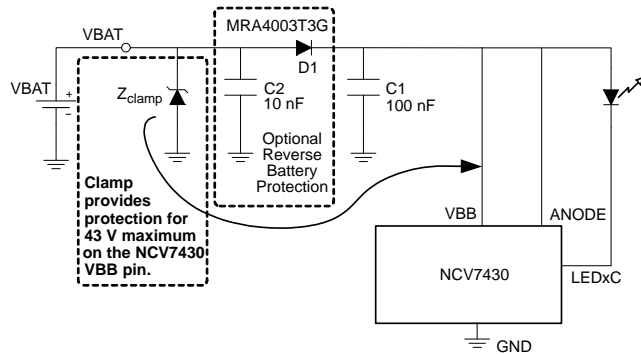 MRA4003T3G
VBAT
D1
VBAT
+
−
Zclamp
C2
10 nF
C1
100 nF
Optional
Reverse
Battery
Protection
Clamp
provides
protection for
43 V maximum
on the NCV7430
VBB pin.
VBB
ANODE
NCV7430
LEDxC
GND